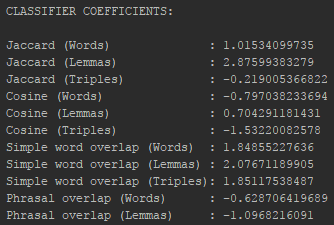 CLASSIFIER COEFFICIENTS:
Jaccard (Words) : 1.01534099735
Jaccard (Lemmas) : 2.87599383279
Jaccard (Triples) : -0.219005366822
Cosine (Words) : -0.797038233694
Cosine (Lemmas) : 0.704291181431
Cosine (Triples) : -1.53220082578
Simple word overlap (Words) : 1.84855227636
Simple word overlap (Lemmas) : 2.07671189905
Simple word overlap (Triples): 1.85117538487
Phrasal overlap (Words) : -0.628706419689
Phrasal overlap (Lemmas) : -1.0968216091